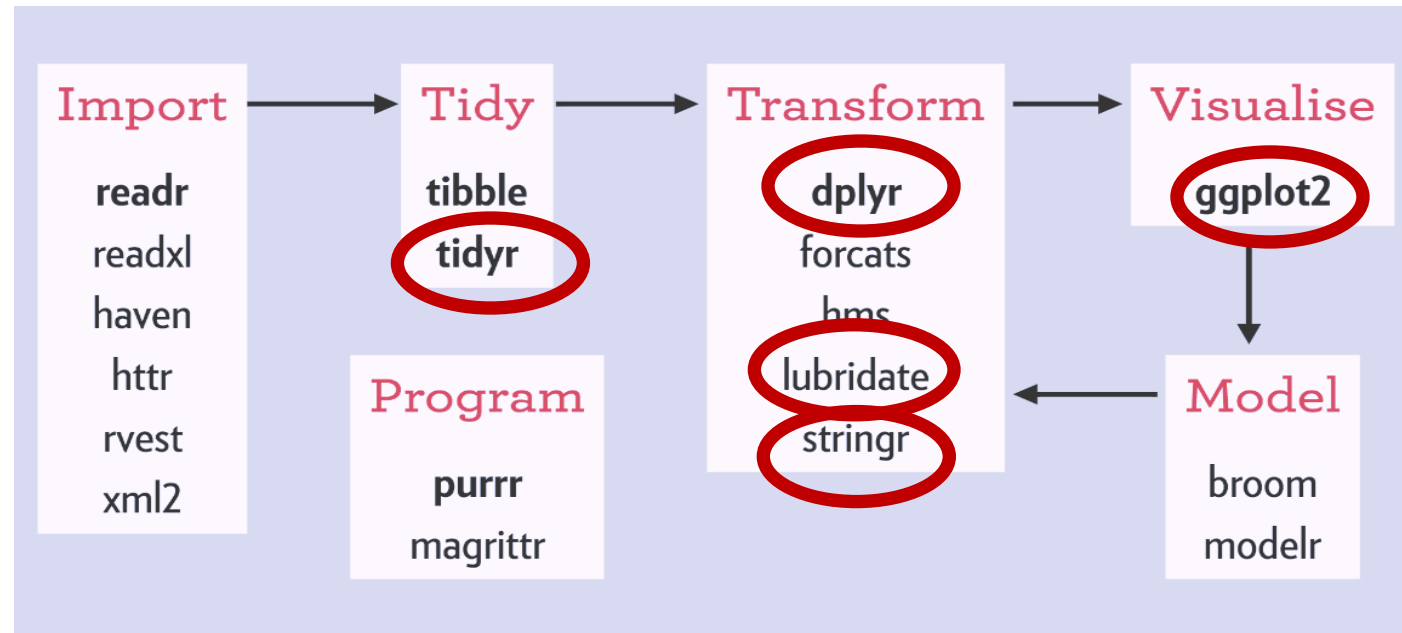 Import
readr
readxl
haven
httr
rvest
xml2
Tidy
tibble
tidyr
Program
purrr
magrittr
Transform
dplyr
forcats
hms
lubridate
stringr
Visualise
ggplot2
Model
broom
modelr